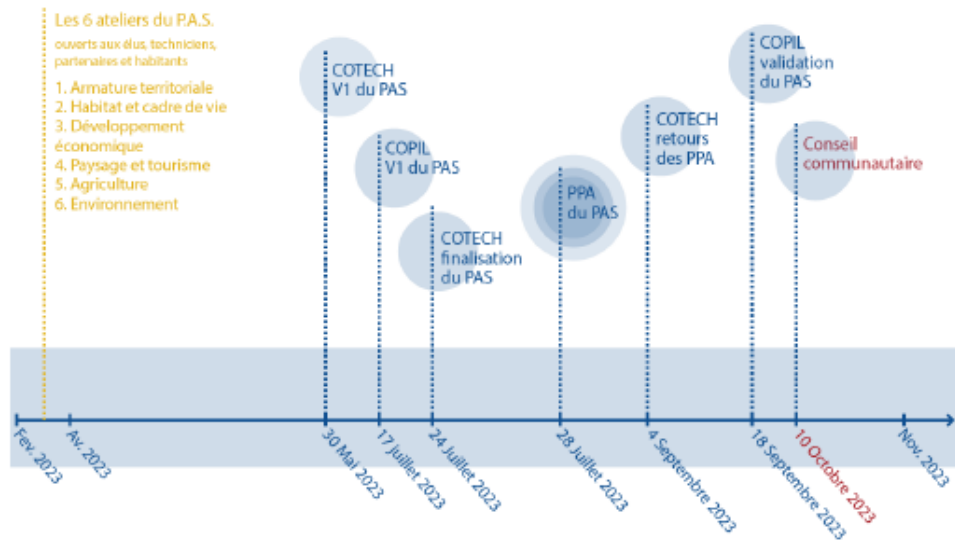 Les 6 ateliers du P.A.S.
ouverts aux élus, techniciens,
partenaires et habitants
1. Armature territoriale
2. Habitat et cadre de vie
3. Développement
économique
4. Paysage et tourisme
5. Agriculture
6. Environnement
COTECH
V1 du PAS
COPIL
V1 du PAS
COTECH
finalisation
du PAS
PPA
du PAS
COTECH
retours
des PPA
COPIL
validation
du PAS
Conseil
communautaire
Fev. 2023
Av. 2023
30 Mai 2023
17 Juillet 2023
24 Juillet 2023
28 Juillet 2023
4 Septembre 2023
18 Septembre 2023
10 Octobre 2023
Nov. 2023